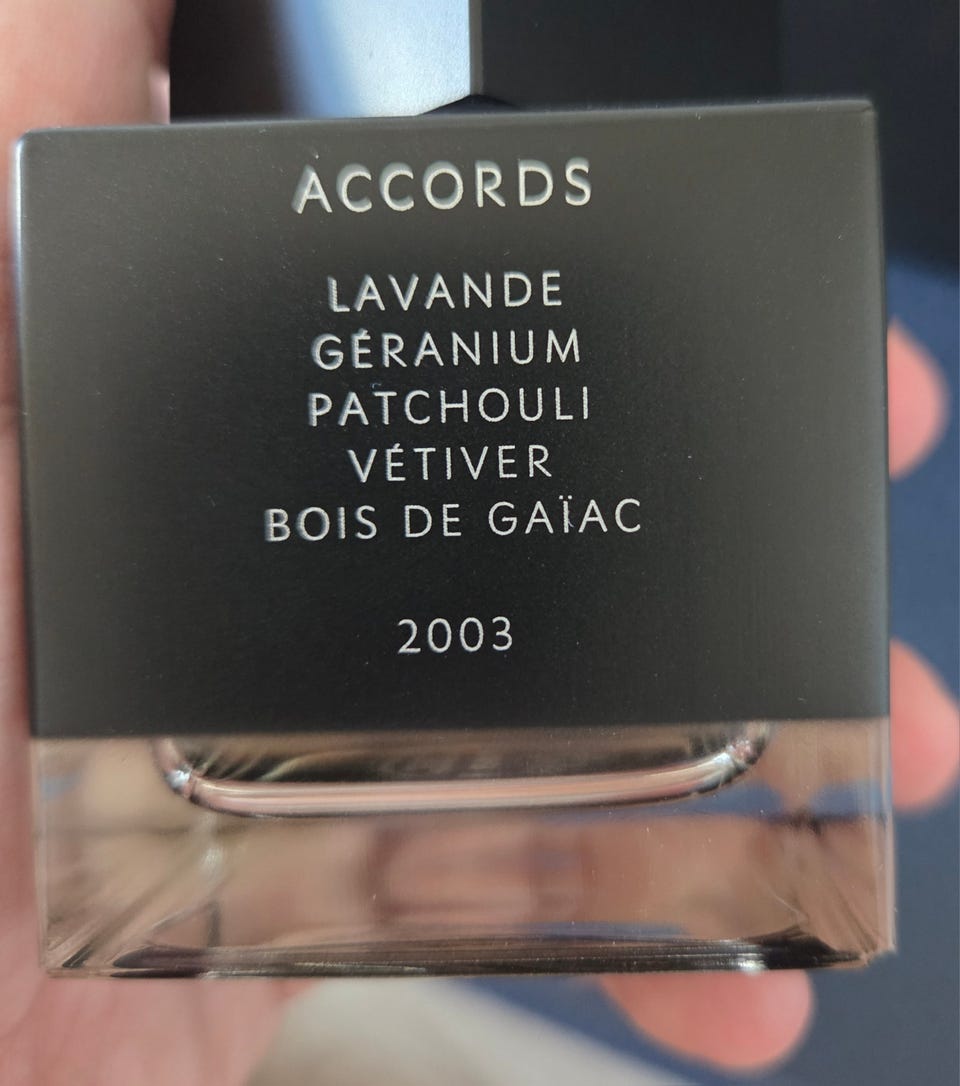 ACCORDS
LAVANDE
GÉRANIUM
PATCHOULI
VÉTIVER
BOIS DE GAÏAC
2003